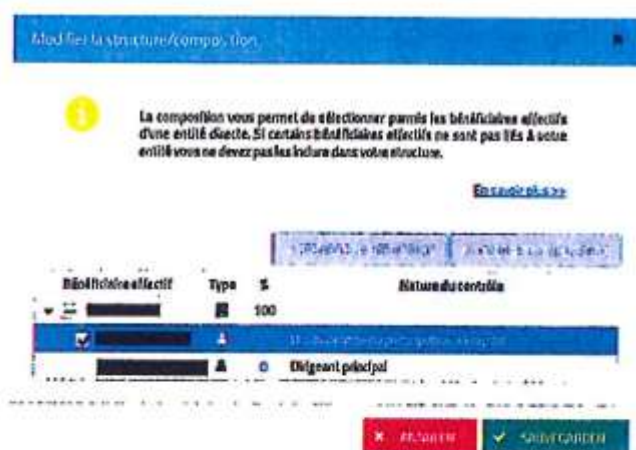 Modifier la structure/composition
La composition vous permet de sélectionner parmis les bénéficiaires effectifs
d'une entité directe. Si certains bénéficiaires effectifs ne sont pas liés à votre
entité vous ne devez pas les inclure dans votre structure.
En savoir plus >>
Bénéficiaire effectif Type % Nature du contrôle
100
0 Dirigeant principal
ANNULER SAUVEGARDER